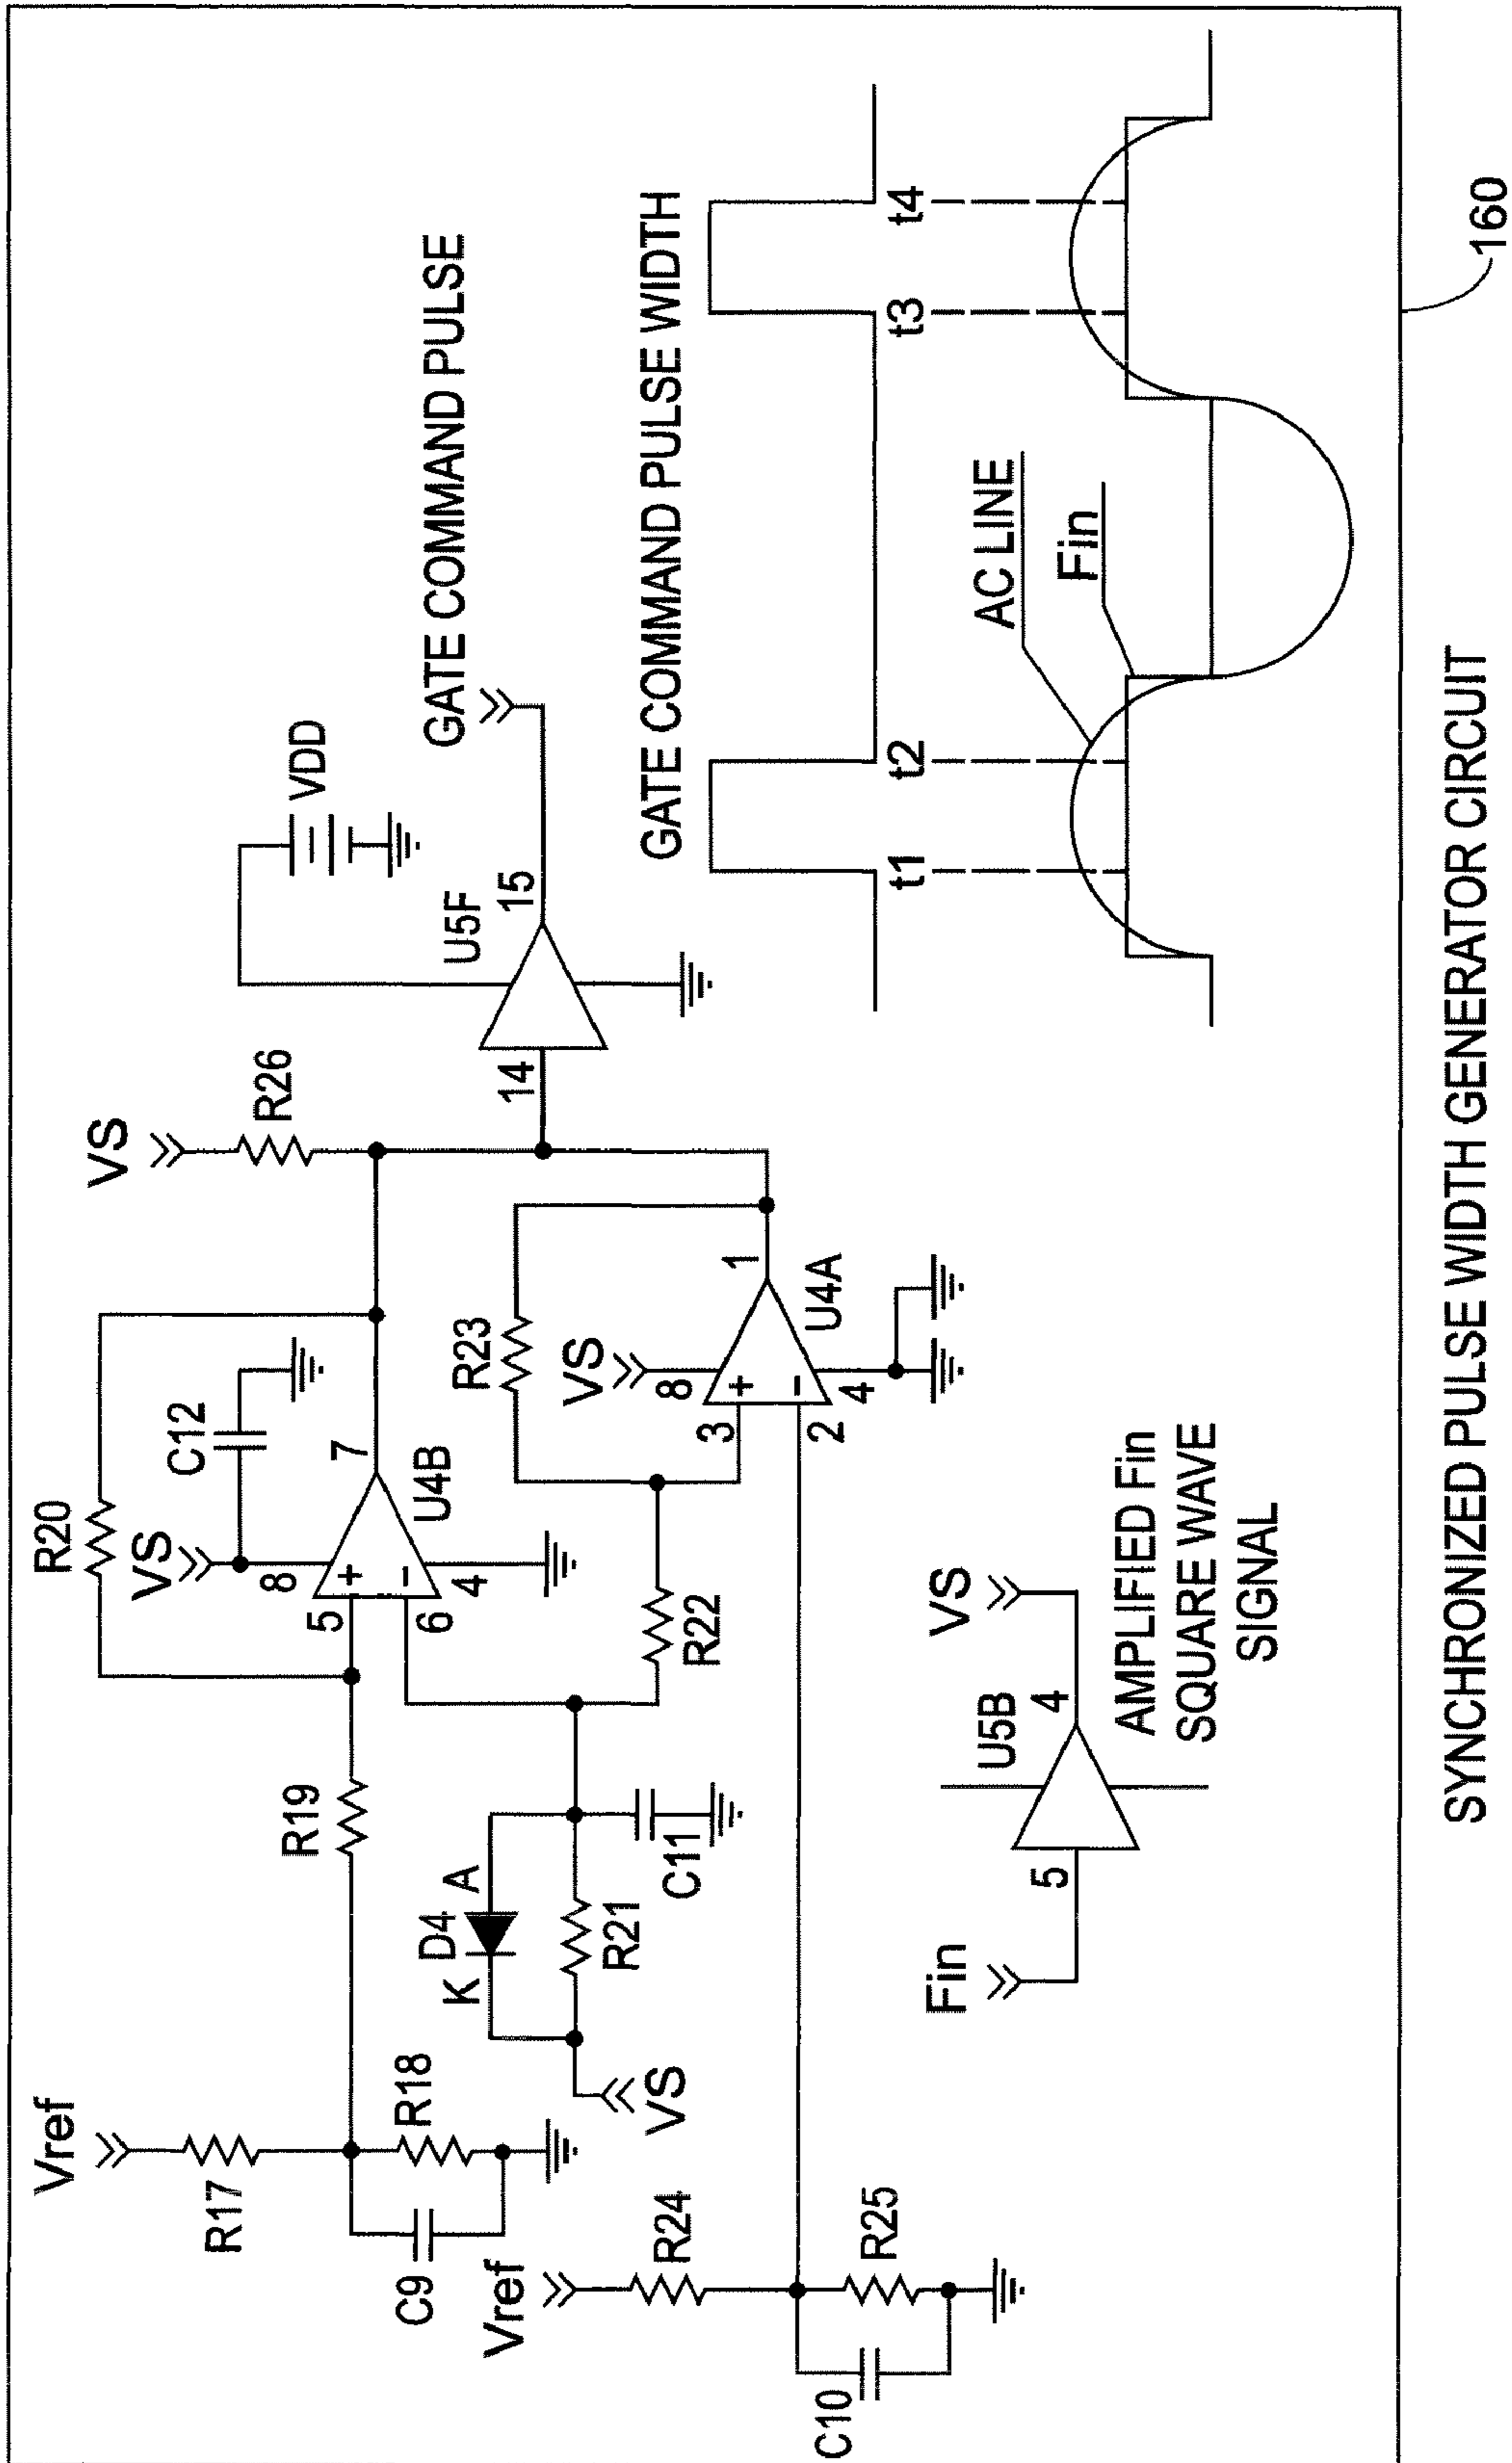 Vref
R17
C9
R18
R19
R20
VS
C12
8
5
6
4
7
U4B
VS
R26
D4
K
A
R21
C11
VS
R22
R23
VS
8
3
2
4
1
U4A
Vref
R24
C10
R25
14
U5F
15
VDD
GATE COMMAND PULSE
Fin
5
U5B
4
VS
AMPLIFIED Fin
SQUARE WAVE
SIGNAL
GATE COMMAND PULSE WIDTH
t1
t2
t3
t4
AC LINE
Fin
160
SYNCHRONIZED PULSE WIDTH GENERATOR CIRCUIT